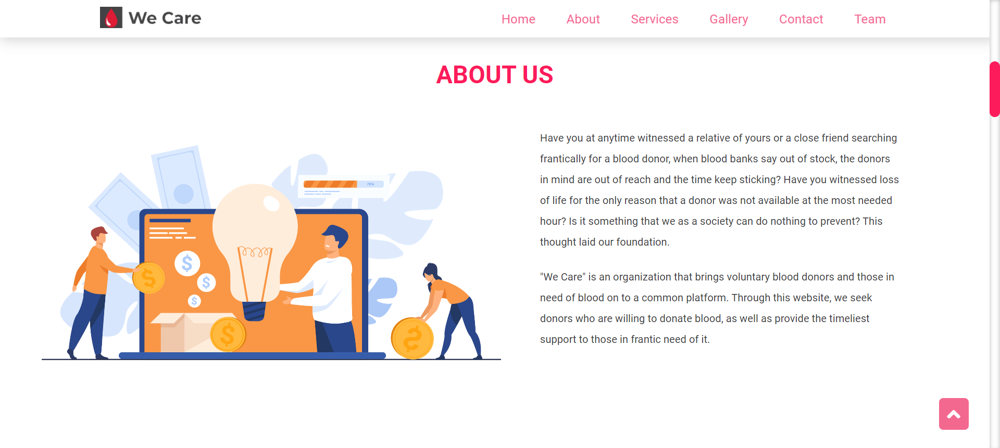 We Care
Home About Services Gallery Contact Team
ABOUT US
Have you at anytime witnessed a relative of yours or a close friend searching
frantically for a blood donor, when blood banks say out of stock, the donors
in mind are out of reach and the time keep sticking? Have you witnessed loss
of life for the only reason that a donor was not available at the most needed
hour? Is it something that we as a society can do nothing to prevent? This
thought laid our foundation.
"We Care" is an organization that brings voluntary blood donors and those in
need of blood on to a common platform. Through this website, we seek
donors who are willing to donate blood, as well as provide the timeliest
support to those in frantic need of it.
70%
$
$
$
$
$
$